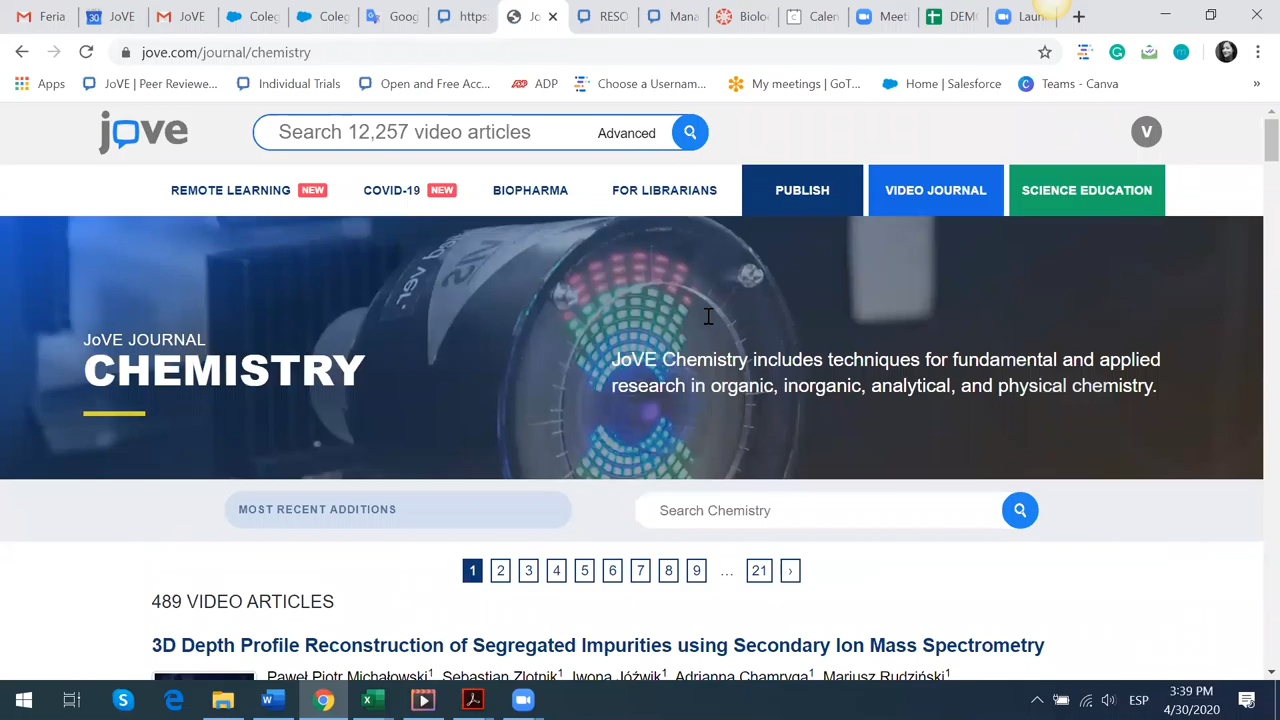 Feria
JoVE
JoVE
Coleg
Coleg
Goog
https:
Jo
RESO
Mana
Biolo
Calen
Meeti
DEM
Laun
jove.com/journal/chemistry
Apps
JoVE | Peer Reviewe...
Individual Trials
Open and Free Acc...
ADP
Choose a Usernam...
My meetings | GoT...
Home | Salesforce
Teams - Canva
»
jove
Search 12,257 video articles
Advanced
V
REMOTE LEARNING NEW
COVID-19 NEW
BIOPHARMA
FOR LIBRARIANS
PUBLISH
VIDEO JOURNAL
SCIENCE EDUCATION
JoVE JOURNAL
CHEMISTRY
JoVE Chemistry includes techniques for fundamental and applied
research in organic, inorganic, analytical, and physical chemistry.
MOST RECENT ADDITIONS
Search Chemistry
1 2 3 4 5 6 7 8 9 ... 21 ›
489 VIDEO ARTICLES
3D Depth Profile Reconstruction of Segregated Impurities using Secondary Ion Mass Spectrometry
Paweł Piotr Michałowski1, Sebastian Zlotnik1, Iwona Jóźwik1, Adrianna Chamryga1, Mariusz Rudziński1
ESP
3:39 PM
4/30/2020